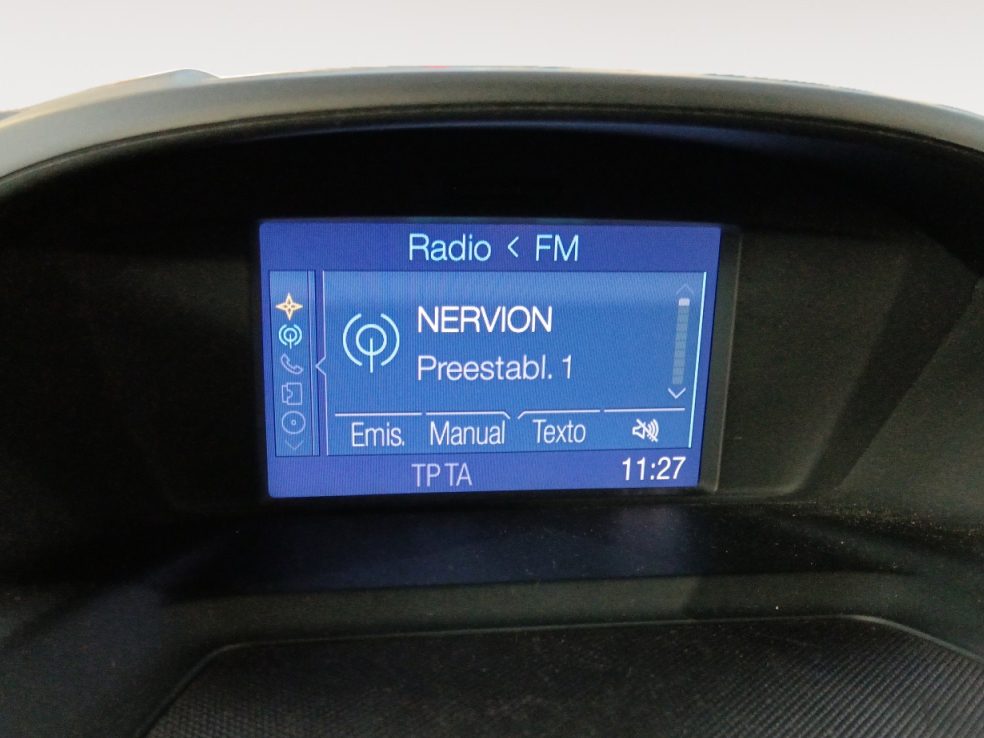 Radio < FM
NERVION
Preestabl. 1
Emis. Manual Texto
TP TA 11:27